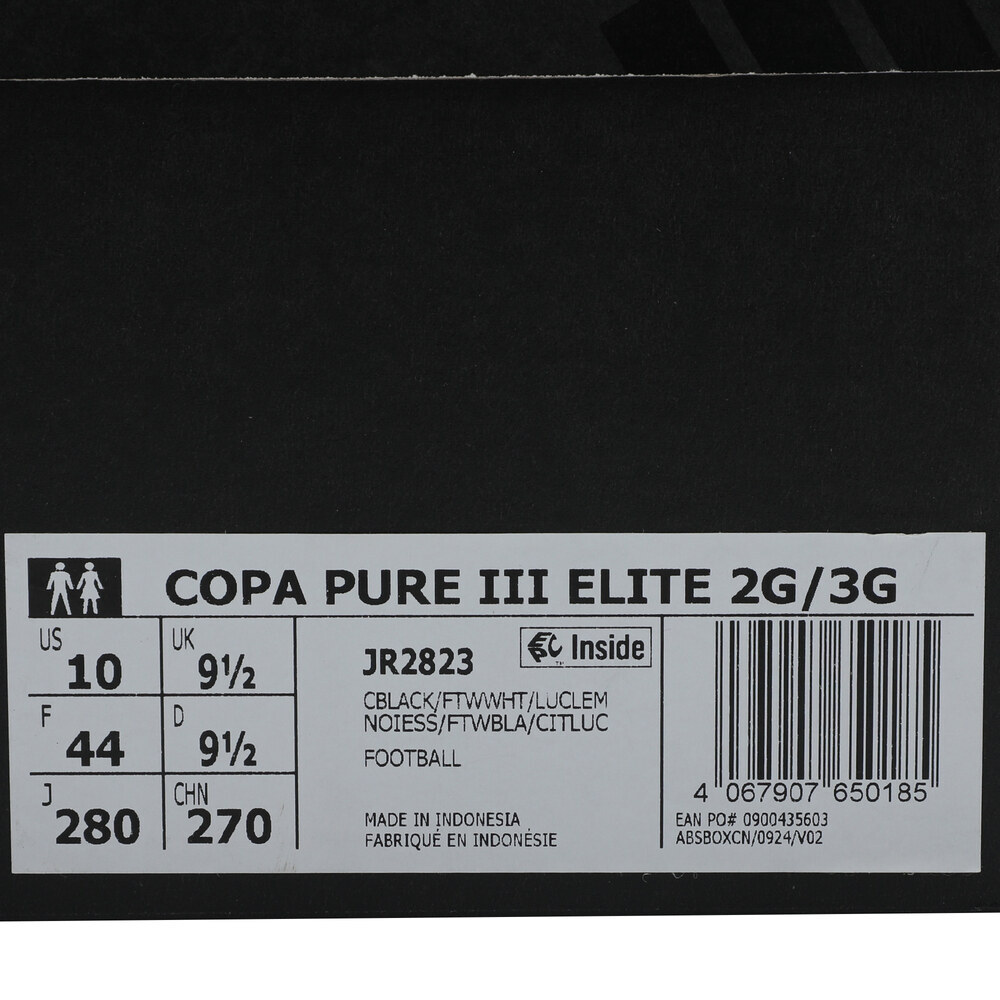 COPA PURE III ELITE 2G/3G
US 10
UK 9½
F 44
D 9½
J 280
CHN 270
JR2823
Inside
CBLACK/FTWWHT/LUCLEM
NOIESS/FTWBLA/CITLUC
FOOTBALL
MADE IN INDONESIA
FABRIQUÉ EN INDONÉSIE
4 067907 650185
EAN PO# 0900435603
ABSBOXCN/0924/V02